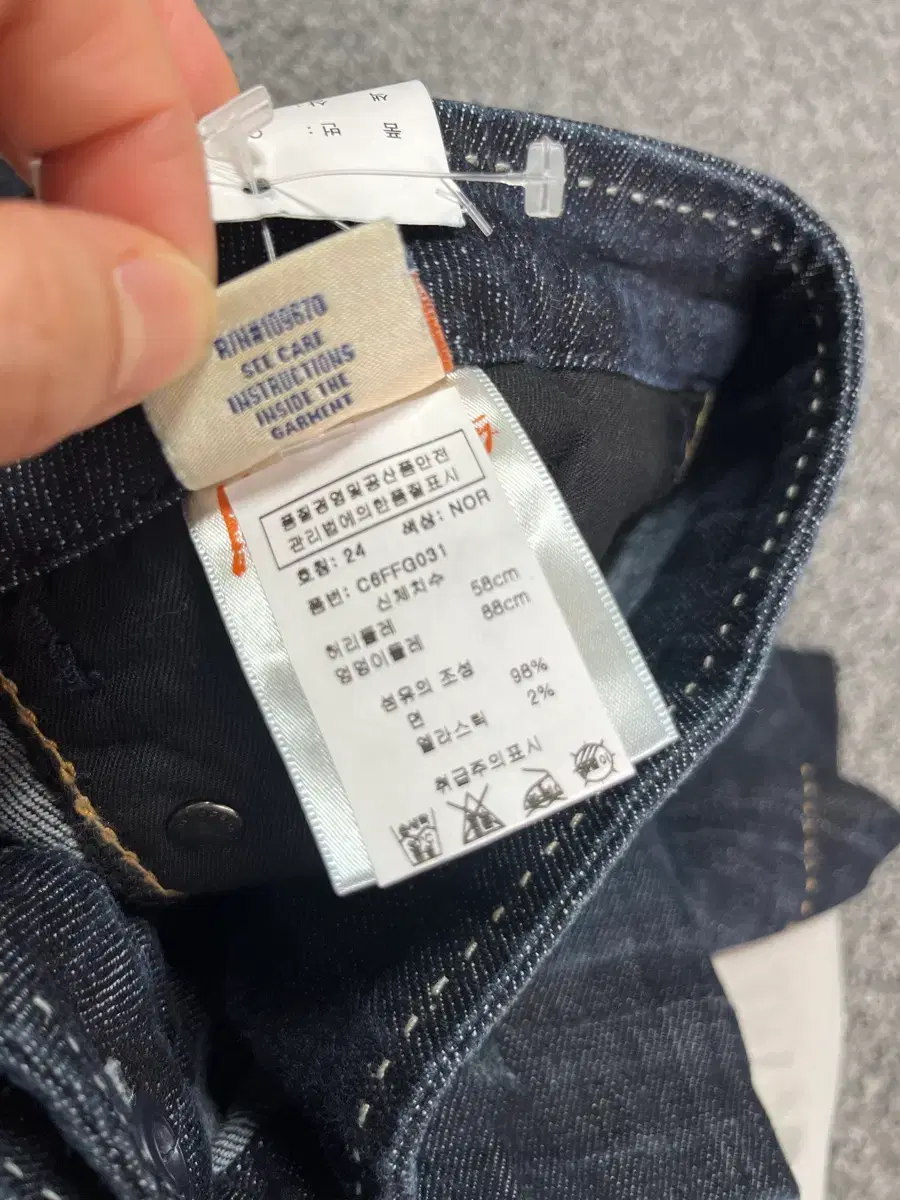 R/N#109670
SEE CARE
INSTRUCTIONS
INSIDE THE
GARMENT
품질경영및공산품안전
관리법에의한품질표시
호칭: 24 색상: NOR
품번: C6FFG031
신체치수
허리둘레 58cm
엉덩이둘레 88cm
섬유의 조성
면 98%
엘라스틱 2%
취급주의표시